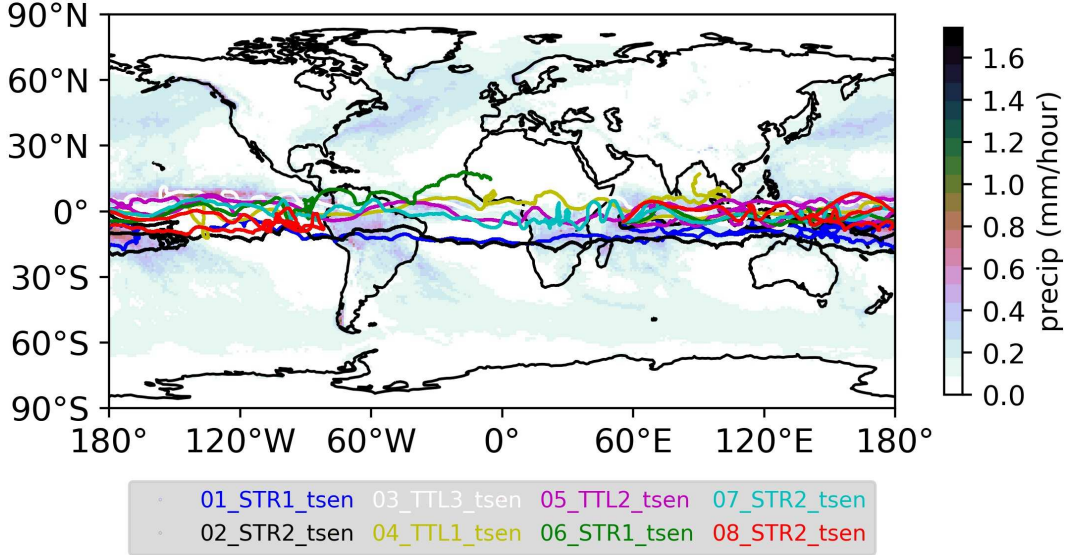 90°N
60°N
30°N
0°
30°S
60°S
90°S
180° 120°W 60°W 0° 60°E 120°E 180°
1.6
1.4
1.2
1.0
0.8
0.6
0.4
0.2
0.0
precip (mm/hour)
01_STR1_tsen 03_TTL3_tsen 05_TTL2_tsen 07_STR2_tsen
02_STR2_tsen 04_TTL1_tsen 06_STR1_tsen 08_STR2_tsen